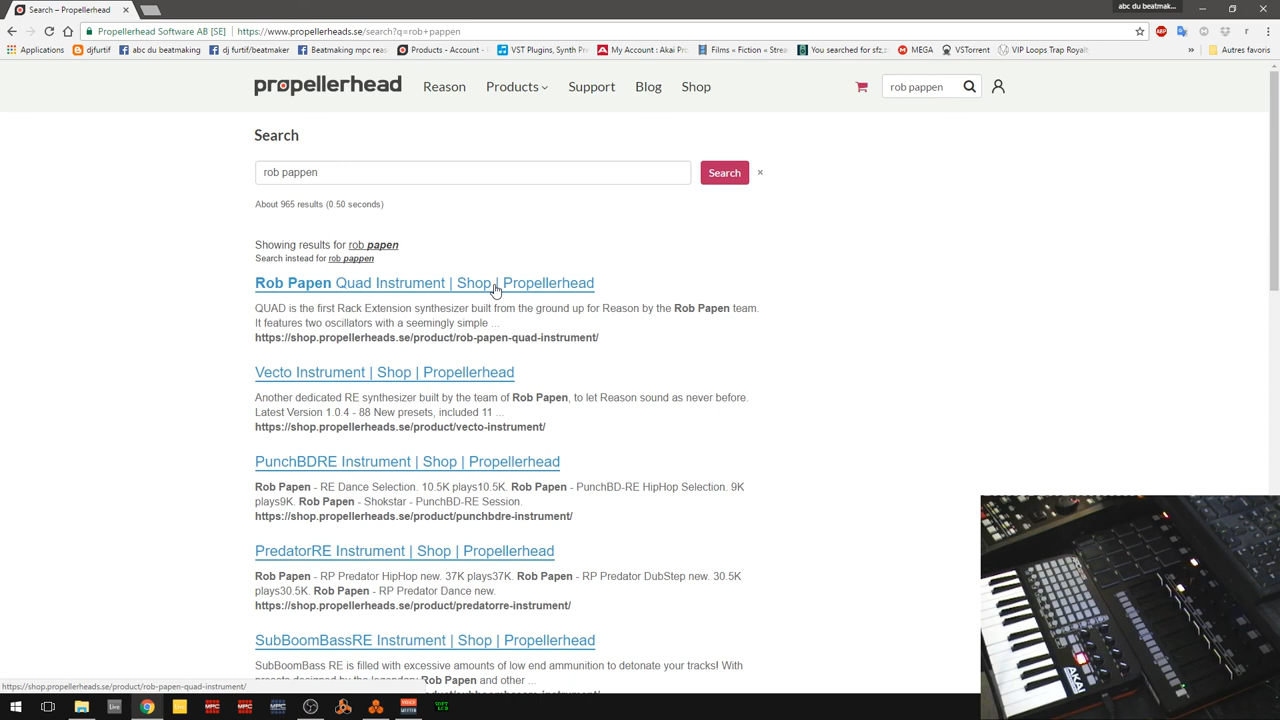 Search – Propellerhead
abc du beatmak...
Propellerhead Software AB [SE] https://www.propellerheads.se/search?q=rob+pappen
Applications djfurtif abc du beatmaking dj furtif/beatmaker Beatmaking mpc reas Products - Account - VST Plugins, Synth Pre My Account : Akai Pro Films « Fiction « Strea You searched for sfz, MEGA VSTorrent VIP Loops Trap Royalt » Autres favoris
propellerhead Reason Products Support Blog Shop rob pappen
Search
rob pappen Search ×
About 965 results (0.50 seconds)
Showing results for rob papen
Search instead for rob pappen
Rob Papen Quad Instrument | Shop | Propellerhead
QUAD is the first Rack Extension synthesizer built from the ground up for Reason by the Rob Papen team.
It features two oscillators with a seemingly simple ...
https://shop.propellerheads.se/product/rob-papen-quad-instrument/
Vecto Instrument | Shop | Propellerhead
Another dedicated RE synthesizer built by the team of Rob Papen, to let Reason sound as never before.
Latest Version 1.0.4 - 88 New presets, included 11 ...
https://shop.propellerheads.se/product/vecto-instrument/
PunchBDRE Instrument | Shop | Propellerhead
Rob Papen - RE Dance Selection. 10.5K plays10.5K. Rob Papen - PunchBD-RE HipHop Selection. 9K
plays9K. Rob Papen - Shokstar - PunchBD-RE Session.
https://shop.propellerheads.se/product/punchbdre-instrument/
PredatorRE Instrument | Shop | Propellerhead
Rob Papen - RP Predator HipHop new. 37K plays37K. Rob Papen - RP Predator DubStep new. 30.5K
plays30.5K. Rob Papen - RP Predator Dance new.
https://shop.propellerheads.se/product/predatorre-instrument/
SubBoomBassRE Instrument | Shop | Propellerhead
SubBoomBass RE is filled with excessive amounts of low end ammunition to detonate your tracks! With
Rob Papen and other ...
https://shop.propellerheads.se/product/rob-papen-quad-instrument/
Live MPC MPC MPC
AKAI